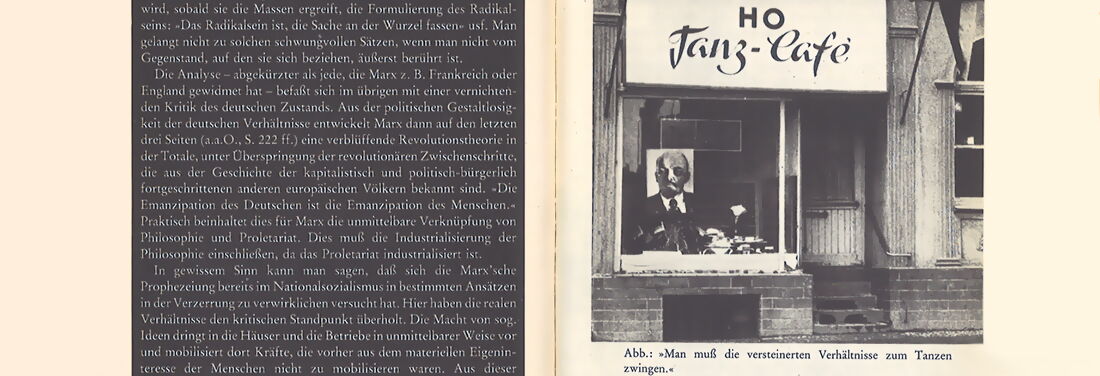 wird, sobald sie die Massen ergreift, die Formulierung des Radikal-
seins: »Das Radikalsein ist, die Sache an der Wurzel fassen« usf. Man
gelangt nicht zu solchen schwungvollen Sätzen, wenn man nicht vom
Gegenstand, auf den sie sich beziehen, äußerst berührt ist.
Die Analyse – abgekürzter als jede, die Marx z. B. Frankreich oder
England gewidmet hat – befaßt sich im übrigen mit einer vernichten-
den Kritik des deutschen Zustands. Aus der politischen Gestaltlosig-
keit der deutschen Verhältnisse entwickelt Marx dann auf den letzten
drei Seiten (a.a.O., S. 222 ff.) eine verblüffende Revolutionstheorie in
der Totale, unter Überspringung der revolutionären Zwischenschritte,
die aus der Geschichte der kapitalistisch und politisch-bürgerlich
fortgeschrittenen anderen europäischen Völkern bekannt sind. »Die
Emanzipation des Deutschen ist die Emanzipation des Menschen.«
Praktisch beinhaltet dies für Marx die unmittelbare Verknüpfung von
Philosophie und Proletariat. Dies muß die Industrialisierung der
Philosophie einschließen, da das Proletariat industrialisiert ist.
In gewissem Sinn kann man sagen, daß sich die Marx'sche
Prophezeiung bereits im Nationalsozialismus in bestimmten Ansätzen
in der Verzerrung zu verwirklichen versucht hat. Hier haben die realen
Verhältnisse den kritischen Standpunkt überholt. Die Macht von sog.
Ideen dringt in die Häuser und die Betriebe in unmittelbarer Weise vor
und mobilisiert dort Kräfte, die vorher aus dem materiellen Eigenin-
teresse der Menschen nicht zu mobilisieren waren. Aus dieser
HO
Tanz-Café
Abb.: »Man muß die versteinerten Verhältnisse zum Tanzen
zwingen.«